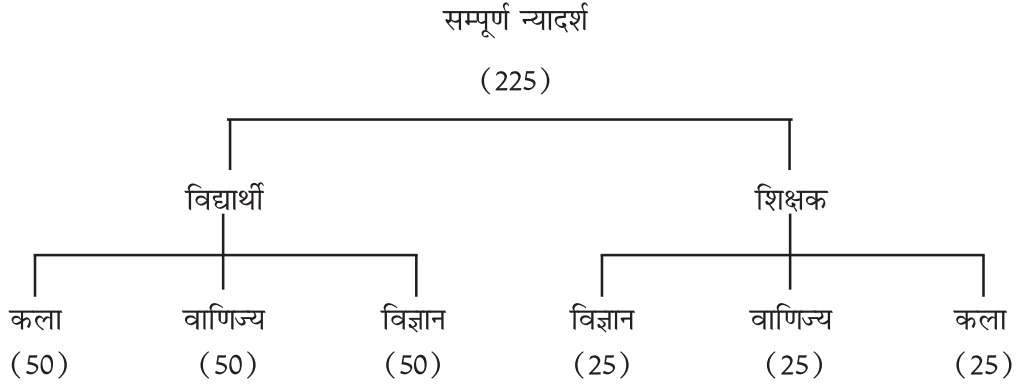 सम्पूर्ण न्यादर्श
(225)
विद्यार्थी शिक्षक
कला वाणिज्य विज्ञान विज्ञान वाणिज्य कला
(50) (50) (50) (25) (25) (25)